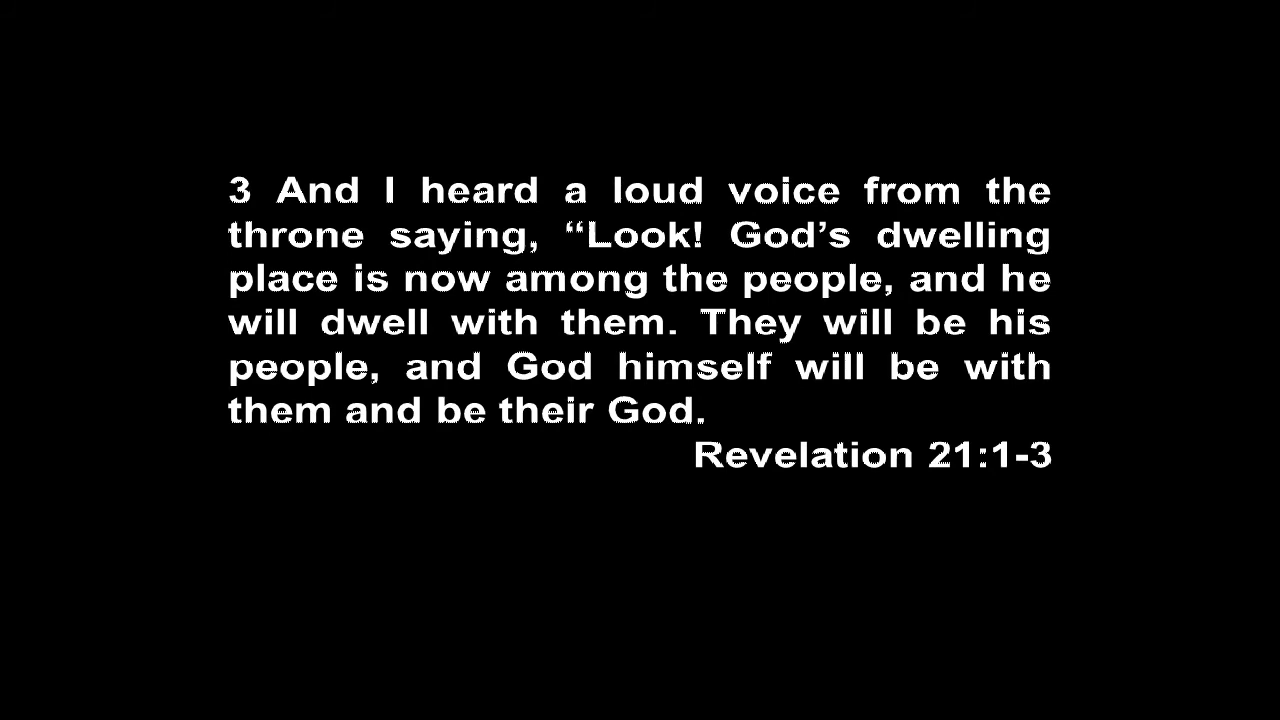 3 And I heard a loud voice from the
throne saying, “Look! God’s dwelling
place is now among the people, and he
will dwell with them. They will be his
people, and God himself will be with
them and be their God.
Revelation 21:1-3